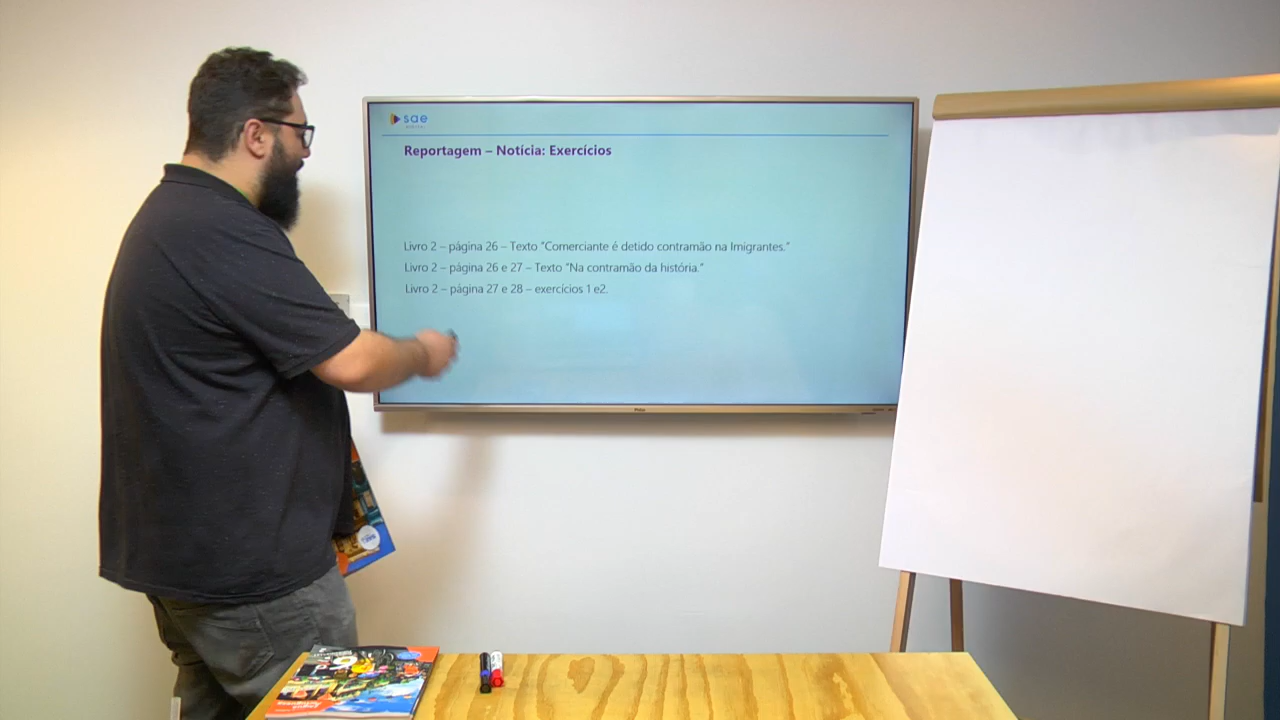 sae
Reportagem – Notícia: Exercícios
Livro 2 – página 26 – Texto “Comerciante é detido contramão na Imigrantes.”
Livro 2 – página 26 e 27 – Texto “Na contramão da história.”
Livro 2 – página 27 e 28 – exercícios 1 e2.